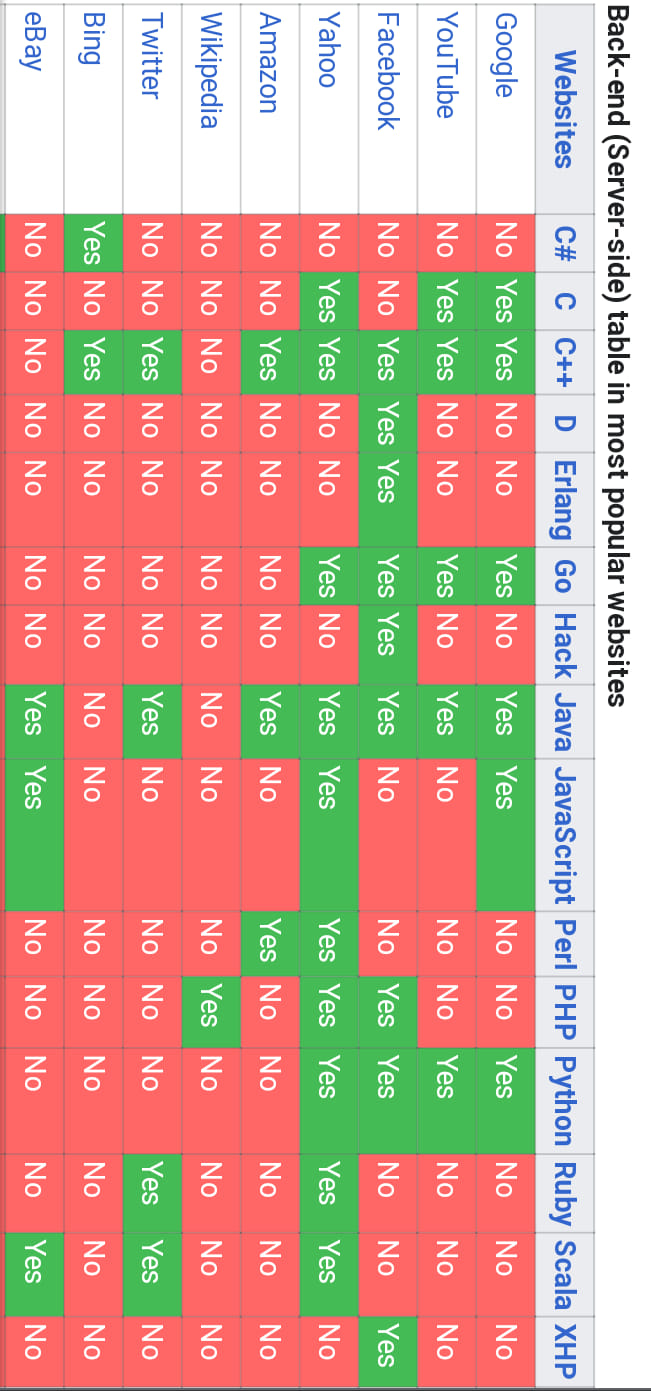 Back-end (Server-side) table in most popular websites
Websites C# C C++ D Erlang Go Hack Java JavaScript Perl PHP Python Ruby Scala XHP
Google No Yes Yes No No Yes No Yes Yes No No Yes No No No
YouTube No Yes Yes No No Yes No Yes No No No Yes No No No
Facebook No No Yes Yes Yes Yes Yes Yes No No Yes Yes No No Yes
Yahoo No Yes Yes No No Yes No Yes Yes Yes Yes Yes Yes Yes No
Amazon No No Yes No No No No Yes No Yes No No No No No
Wikipedia No No No No No No No No No No Yes No No No No
Twitter No No Yes No No No No Yes No No No No Yes Yes No
Bing Yes No Yes No No No No No No No No No No No No
eBay No No No No No No No Yes Yes No No No No Yes No